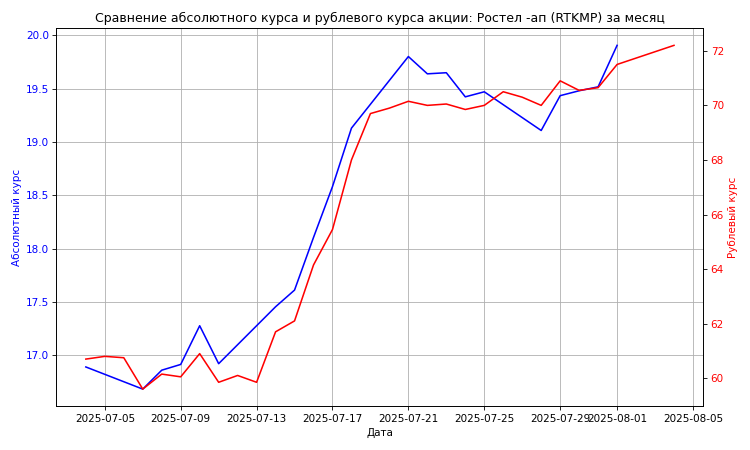 Сравнение абсолютного курса и рублевого курса акции: Ростел -ап (RTKMP) за месяц
20.0
19.5
19.0
18.5
18.0
17.5
17.0
Абсолютный курс
72
70
68
66
64
62
60
Рублевый курс
2025-07-05 2025-07-09 2025-07-13 2025-07-17 2025-07-21 2025-07-25 2025-07-29 2025-08-01 2025-08-05
Дата